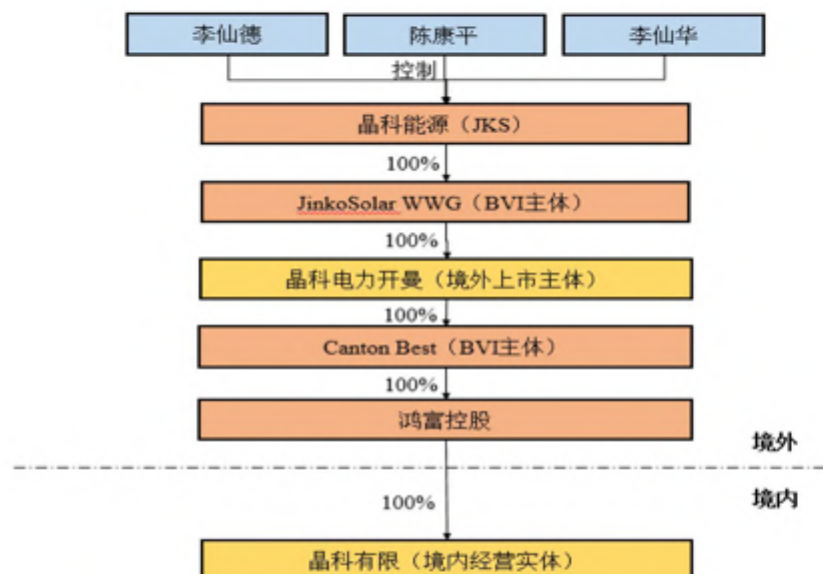 李仙德 陈康平 李仙华
控制
晶科能源（JKS）
100%
JinkoSolar WWG（BVI主体）
100%
晶科电力开曼（境外上市主体）
100%
Canton Best（BVI主体）
100%
鸿富控股
境外
100%
境内
晶科有限（境内经营实体）